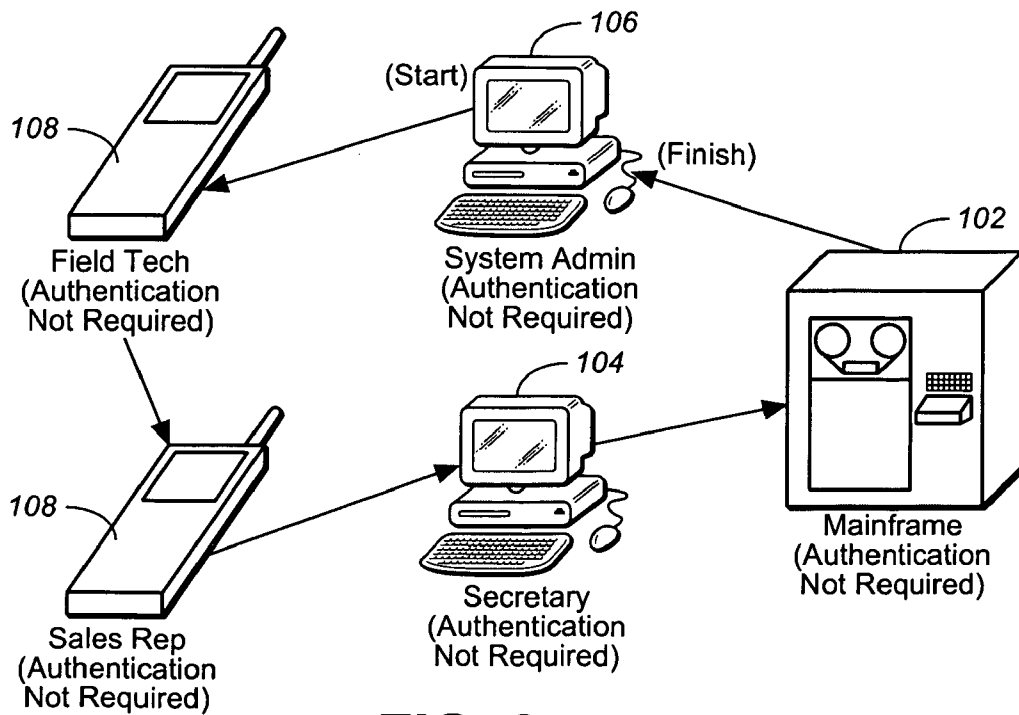 106
(Start)
108
(Finish)
102
Field Tech
(Authentication
Not Required)
System Admin
(Authentication
Not Required)
104
108
Mainframe
(Authentication
Not Required)
Secretary
(Authentication
Not Required)
Sales Rep
(Authentication
Not Required)